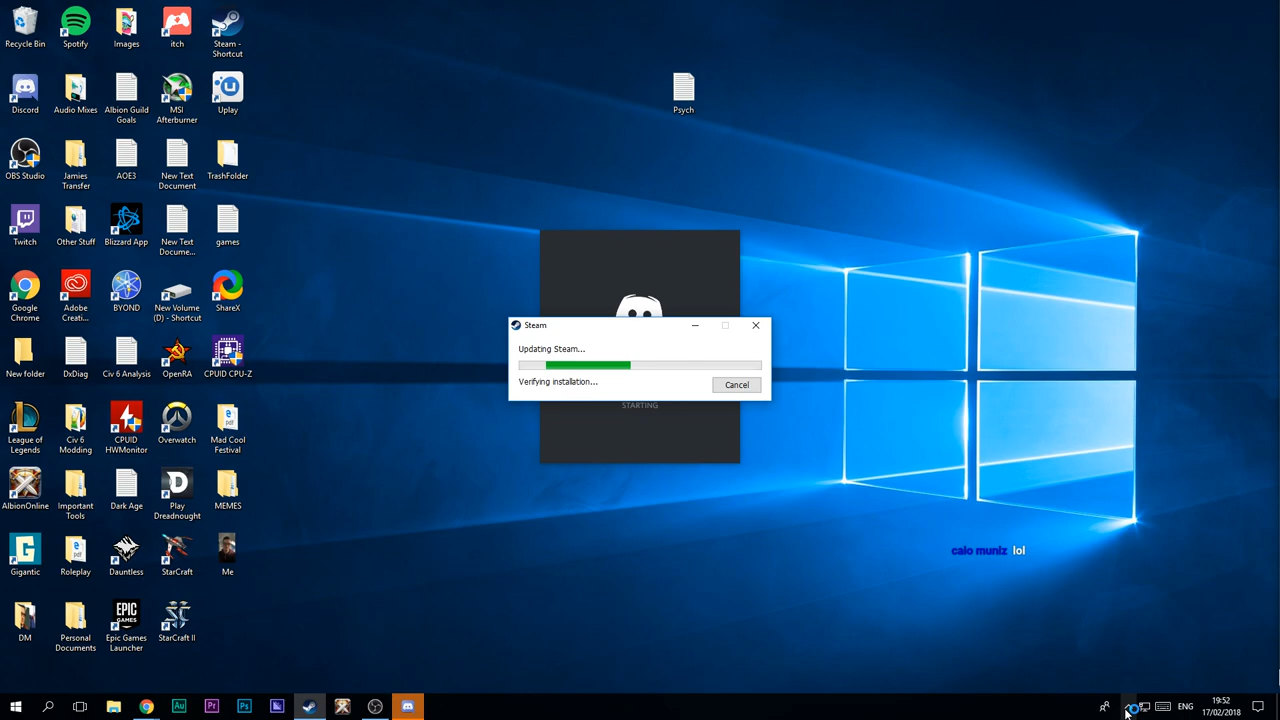 Recycle Bin
Spotify
Images
itch
Steam -
Shortcut
Discord
Audio Mixes
Albion Guild
Goals
MSI
Afterburner
Uplay
Psych
OBS Studio
Jamies
Transfer
AOE3
New Text
Document
TrashFolder
Twitch
Other Stuff
Blizzard App
New Text
Docume...
games
Google
Chrome
Adobe
Creati...
BYOND
New Volume
(D) - Shortcut
ShareX
New folder
DxDiag
Civ 6 Analysis
OpenRA
CPUID CPU-Z
Steam
Updating Steam...
Verifying installation...
Cancel
STARTING
League of
Legends
Civ 6
Modding
CPUID
HWMonitor
Overwatch
Mad Cool
Festival
AlbionOnline
Important
Tools
Dark Age
Play
Dreadnought
MEMES
Gigantic
Roleplay
Dauntless
StarCraft
Me
caio muniz lol
DM
Personal
Documents
EPIC
GAMES
Epic Games
Launcher
StarCraft II
Au
Pr
Ps
ENG
19:52
17/02/2018